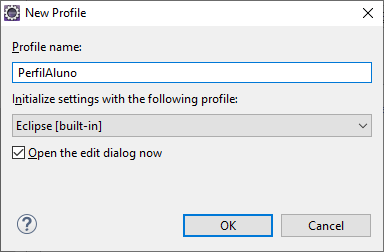 New Profile
Profile name:
PerfilAluno
Initialize settings with the following profile:
Eclipse [built-in]
Open the edit dialog now
?
OK
Cancel